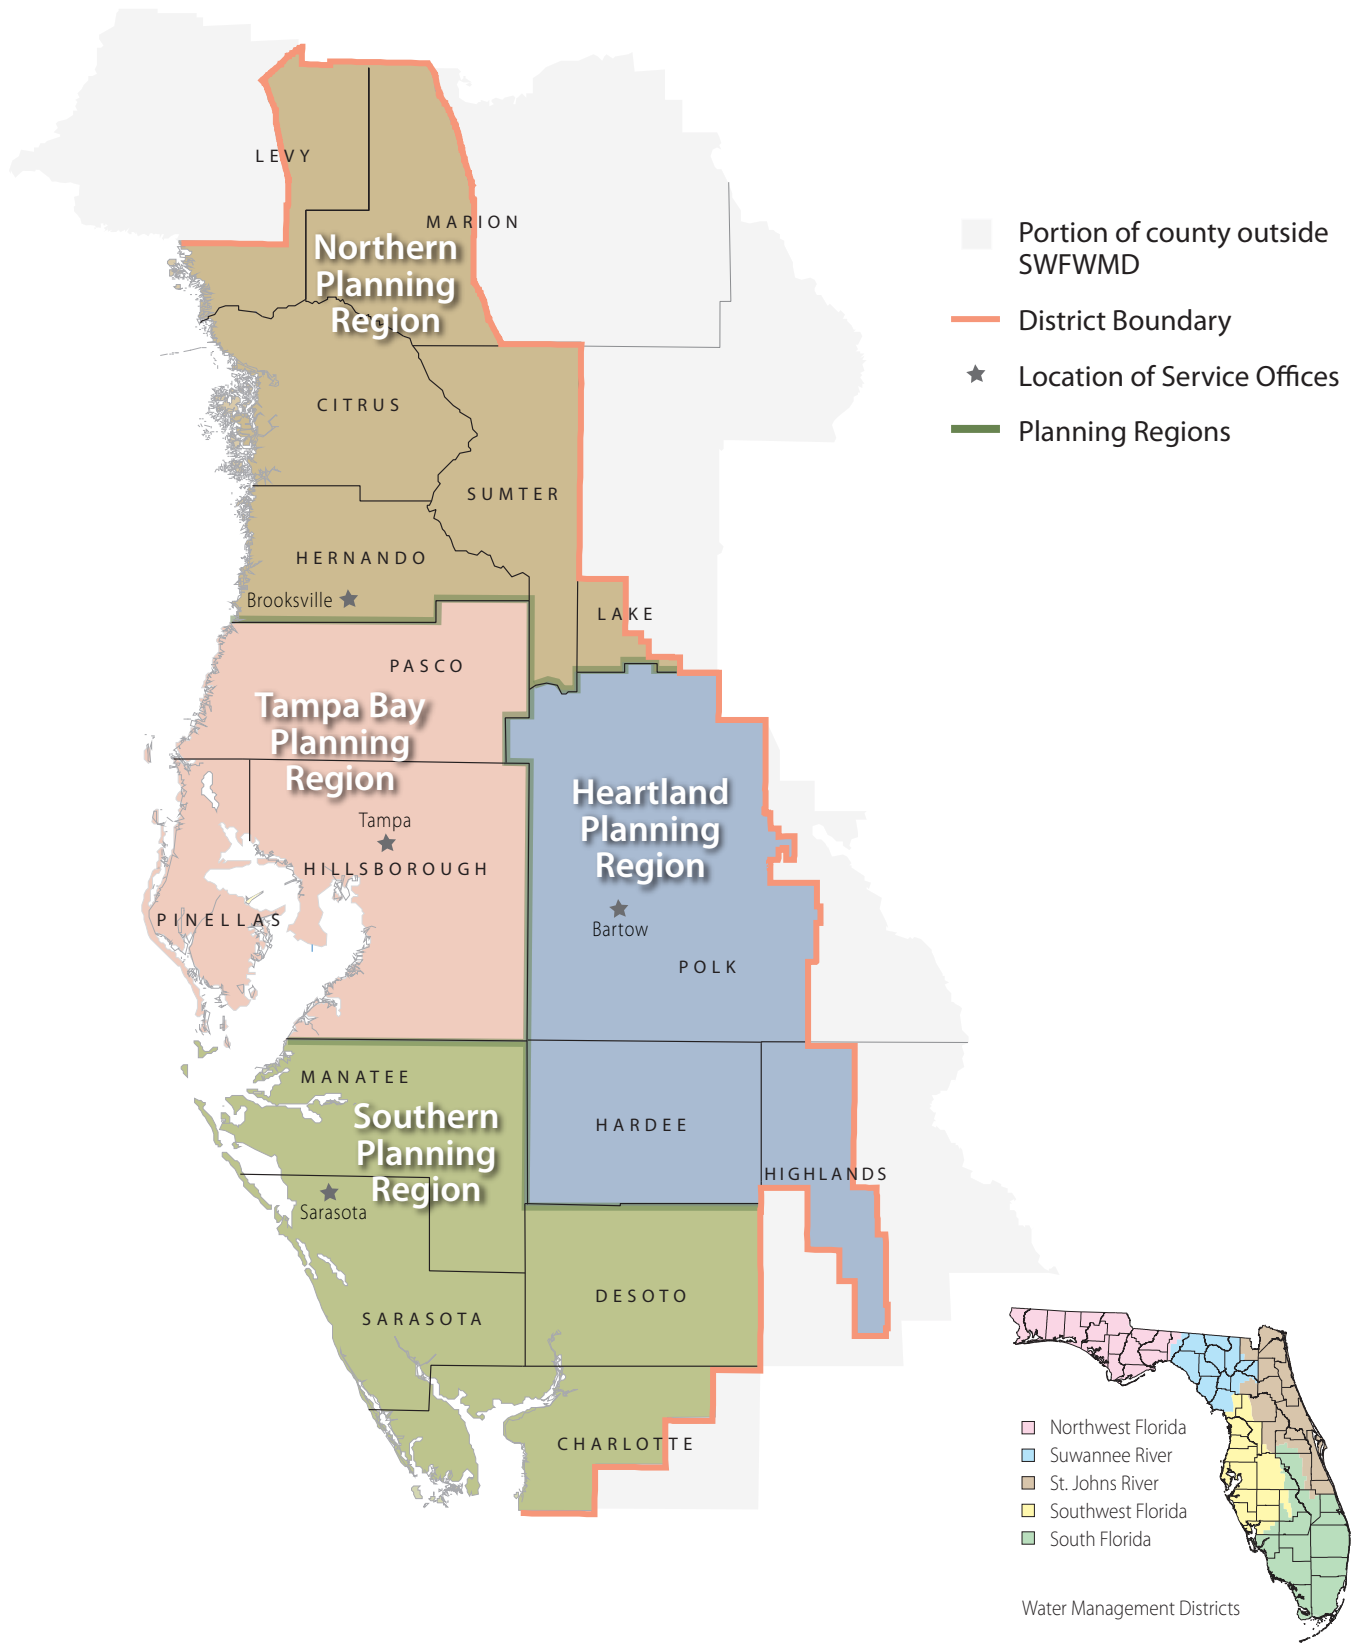 LEVY
MARION
Northern
Planning
Region
CITRUS
SUMTER
HERNANDO
Brooksville
LAKE
PASCO
Tampa Bay
Planning
Region
Tampa
HILLSBOROUGH
PINELLAS
Heartland
Planning
Region
Bartow
POLK
MANATEE
Southern
Planning
Region
HARDEE
HIGHLANDS
Sarasota
DESOTO
SARASOTA
CHARLOTTE
Portion of county outside
SWFWMD
District Boundary
Location of Service Offices
Planning Regions
Northwest Florida
Suwannee River
St. Johns River
Southwest Florida
South Florida
Water Management Districts